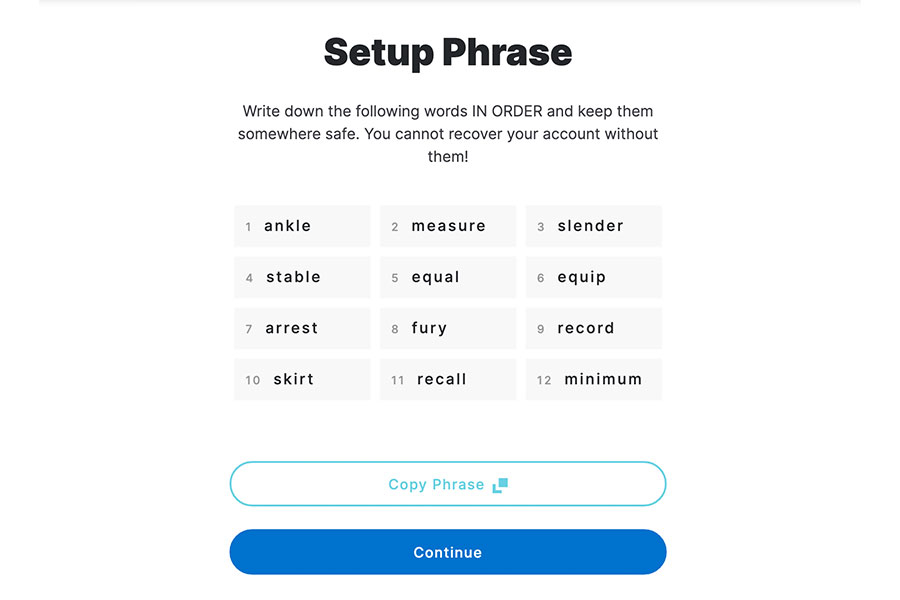 Setup Phrase
Write down the following words IN ORDER and keep them
somewhere safe. You cannot recover your account without
them!
1 ankle 2 measure 3 slender
4 stable 5 equal 6 equip
7 arrest 8 fury 9 record
10 skirt 11 recall 12 minimum
Copy Phrase
Continue